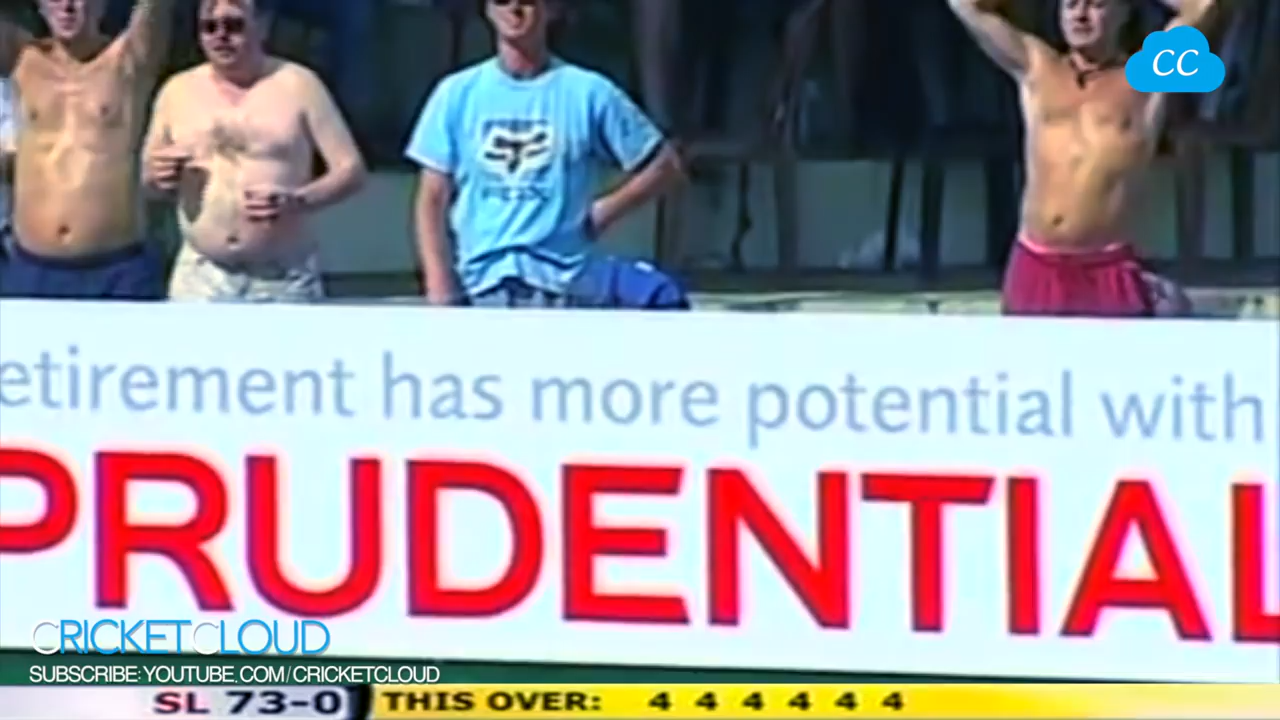 CC
FOX
etirement has more potential with
PRUDENTIAL
CRICKETCLOUD
SUBSCRIBE: YOUTUBE.COM/CRICKETCLOUD
SL 73-0 THIS OVER: 4 4 4 4 4 4